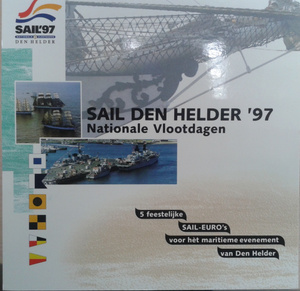 SAIL'97
DEN HELDER
SAIL DEN HELDER '97
Nationale Vlootdagen
5 feestelijke
SAIL-EURO's
voor hèt maritieme evenement
van Den Helder